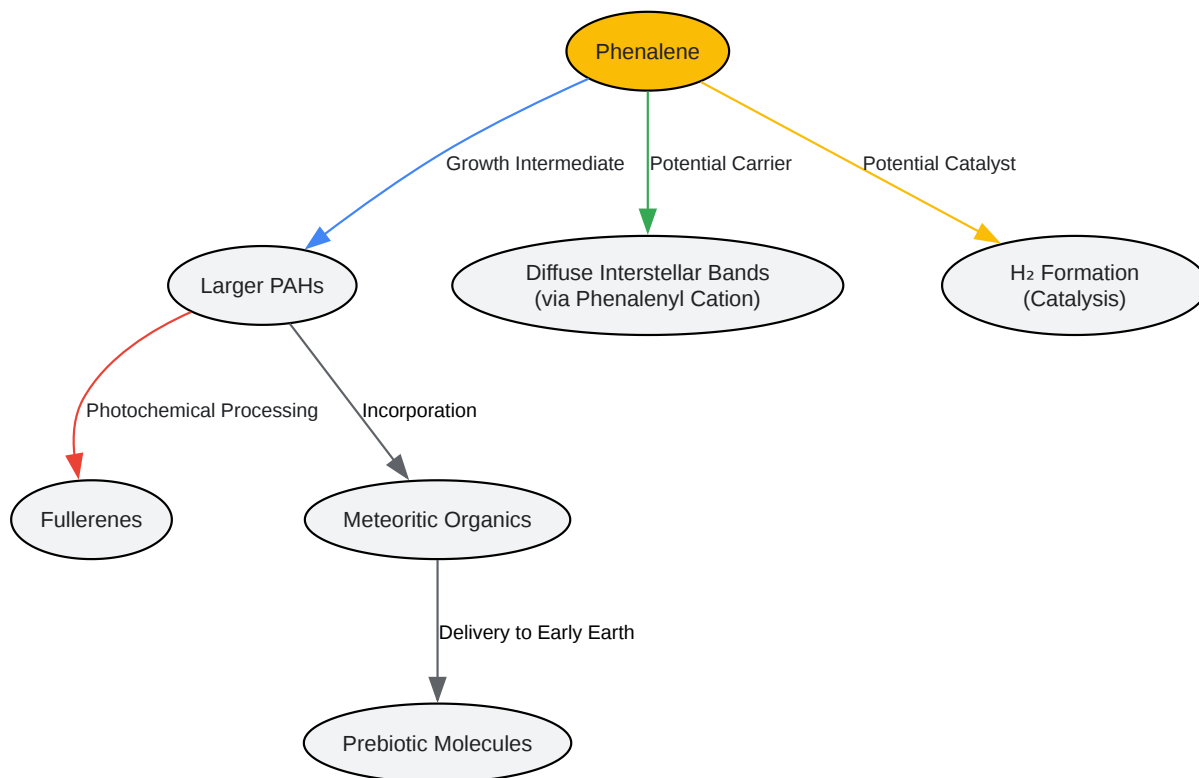 Phenalene
Growth Intermediate
Potential Carrier
Potential Catalyst
Larger PAHs
Diffuse Interstellar Bands
(via Phenalenyl Cation)
H₂ Formation
(Catalysis)
Photochemical Processing
Incorporation
Fullerenes
Meteoritic Organics
Delivery to Early Earth
Prebiotic Molecules